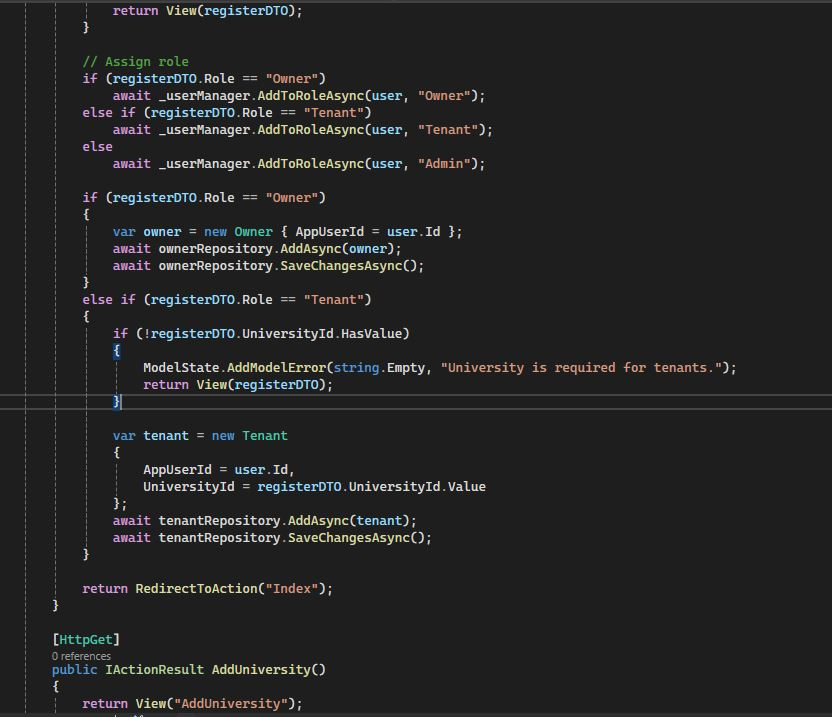 return View(registerDTO);
}
// Assign role
if (registerDTO.Role == "Owner")
await _userManager.AddToRoleAsync(user, "Owner");
else if (registerDTO.Role == "Tenant")
await _userManager.AddToRoleAsync(user, "Tenant");
else
await _userManager.AddToRoleAsync(user, "Admin");
if (registerDTO.Role == "Owner")
{
var owner = new Owner { AppUserId = user.Id };
await ownerRepository.AddAsync(owner);
await ownerRepository.SaveChangesAsync();
}
else if (registerDTO.Role == "Tenant")
{
if (!registerDTO.UniversityId.HasValue)
{
ModelState.AddModelError(string.Empty, "University is required for tenants.");
return View(registerDTO);
}
var tenant = new Tenant
{
AppUserId = user.Id,
UniversityId = registerDTO.UniversityId.Value
};
await tenantRepository.AddAsync(tenant);
await tenantRepository.SaveChangesAsync();
}
return RedirectToAction("Index");
}
[HttpGet]
0 references
public IActionResult AddUniversity()
{
return View("AddUniversity");